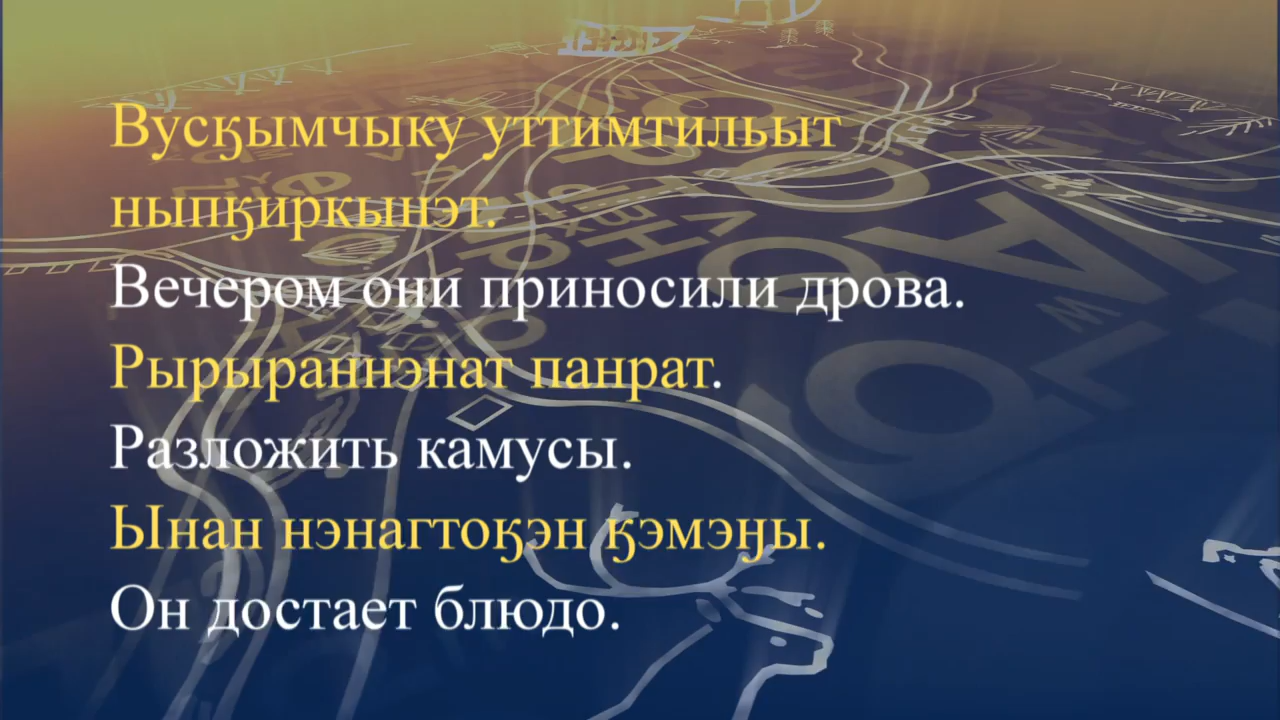 Вусӄымчыку уттимтильыт
ныпӄиркынэт.
Вечером они приносили дрова.
Рырыраннэнат панрат.
Разложить камусы.
Ынан нэнагтоӄэн ӄэмэӈы.
Он достает блюдо.